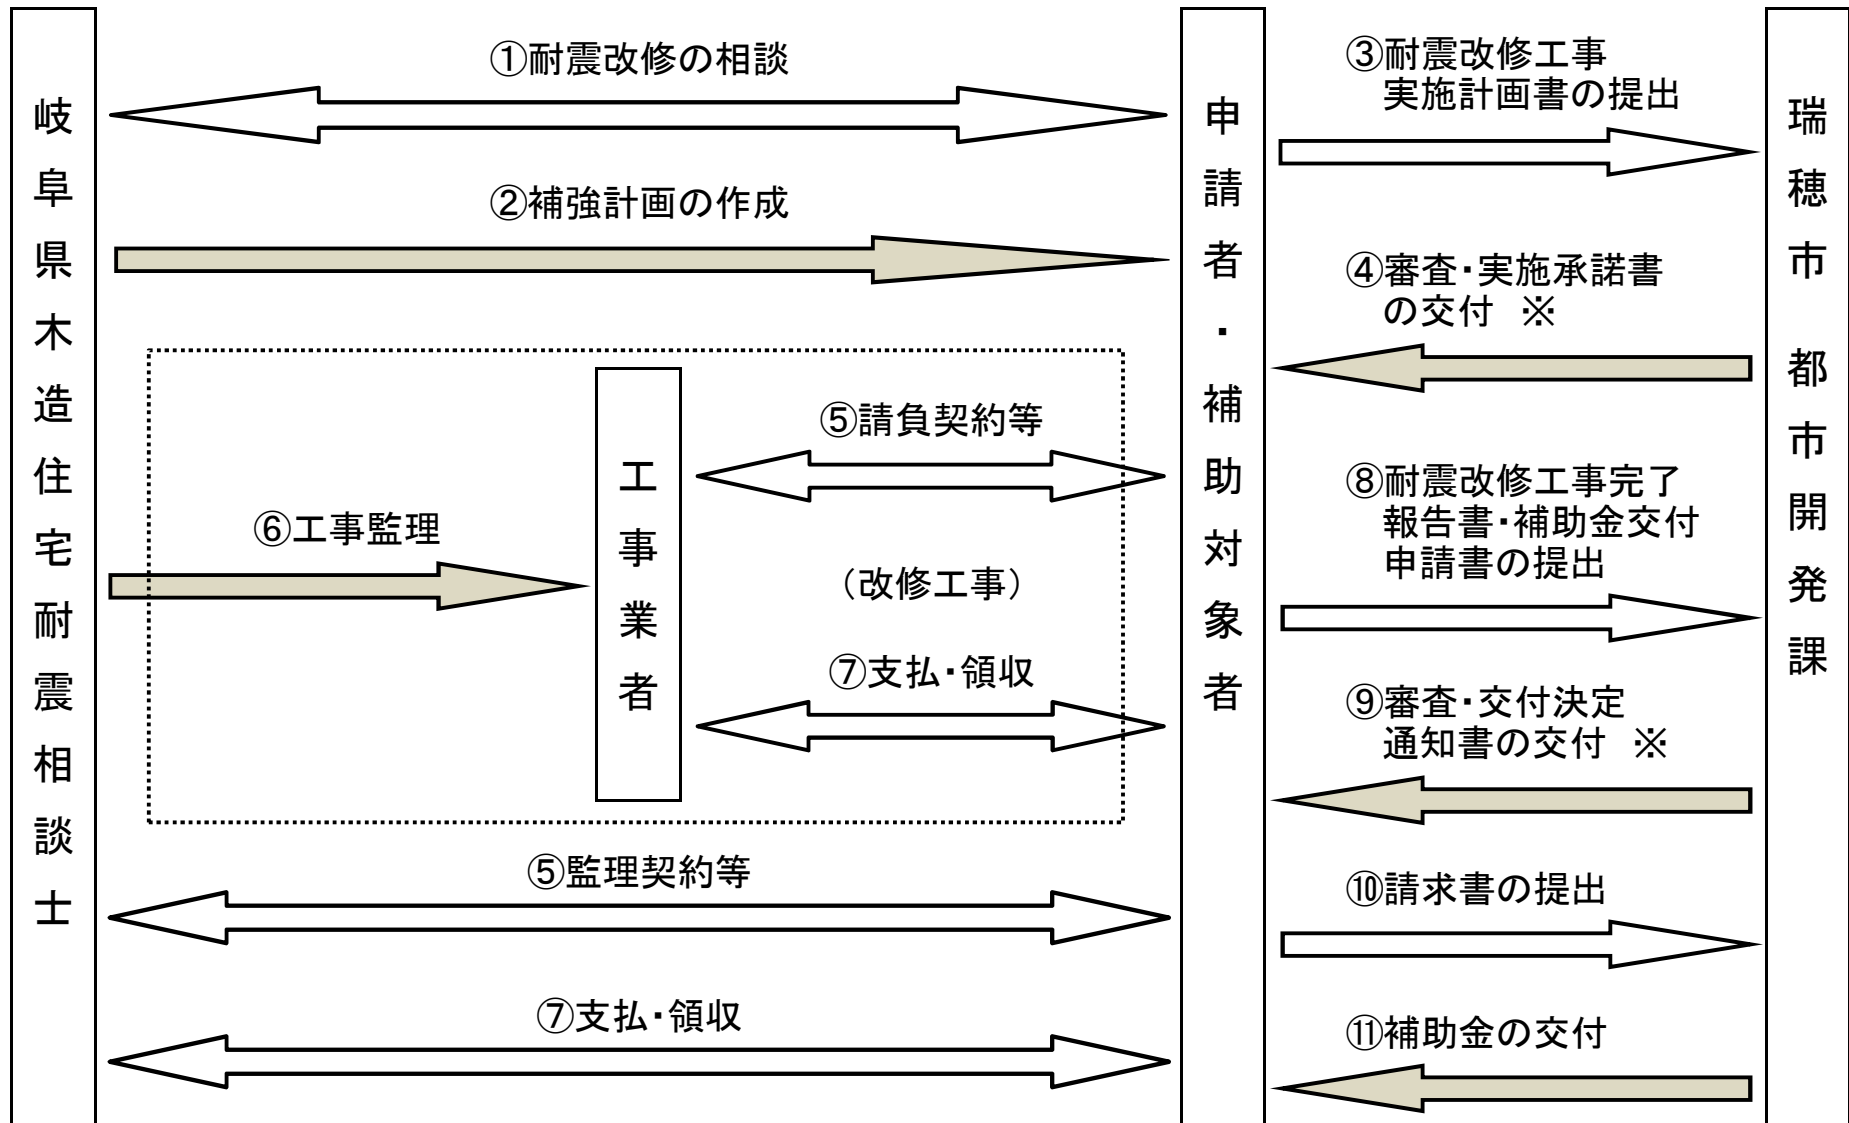 岐阜県木造住宅耐震相談士
①耐震改修の相談
②補強計画の作成
工事業者
⑤請負契約等
⑥工事監理
（改修工事）
⑦支払・領収
⑤監理契約等
⑦支払・領収
申請者・補助対象者
③耐震改修工事
実施計画書の提出
④審査・実施承諾書
の交付　※
⑧耐震改修工事完了
報告書・補助金交付
申請書の提出
⑨審査・交付決定
通知書の交付　※
⑩請求書の提出
⑪補助金の交付
瑞穂市　都市開発課